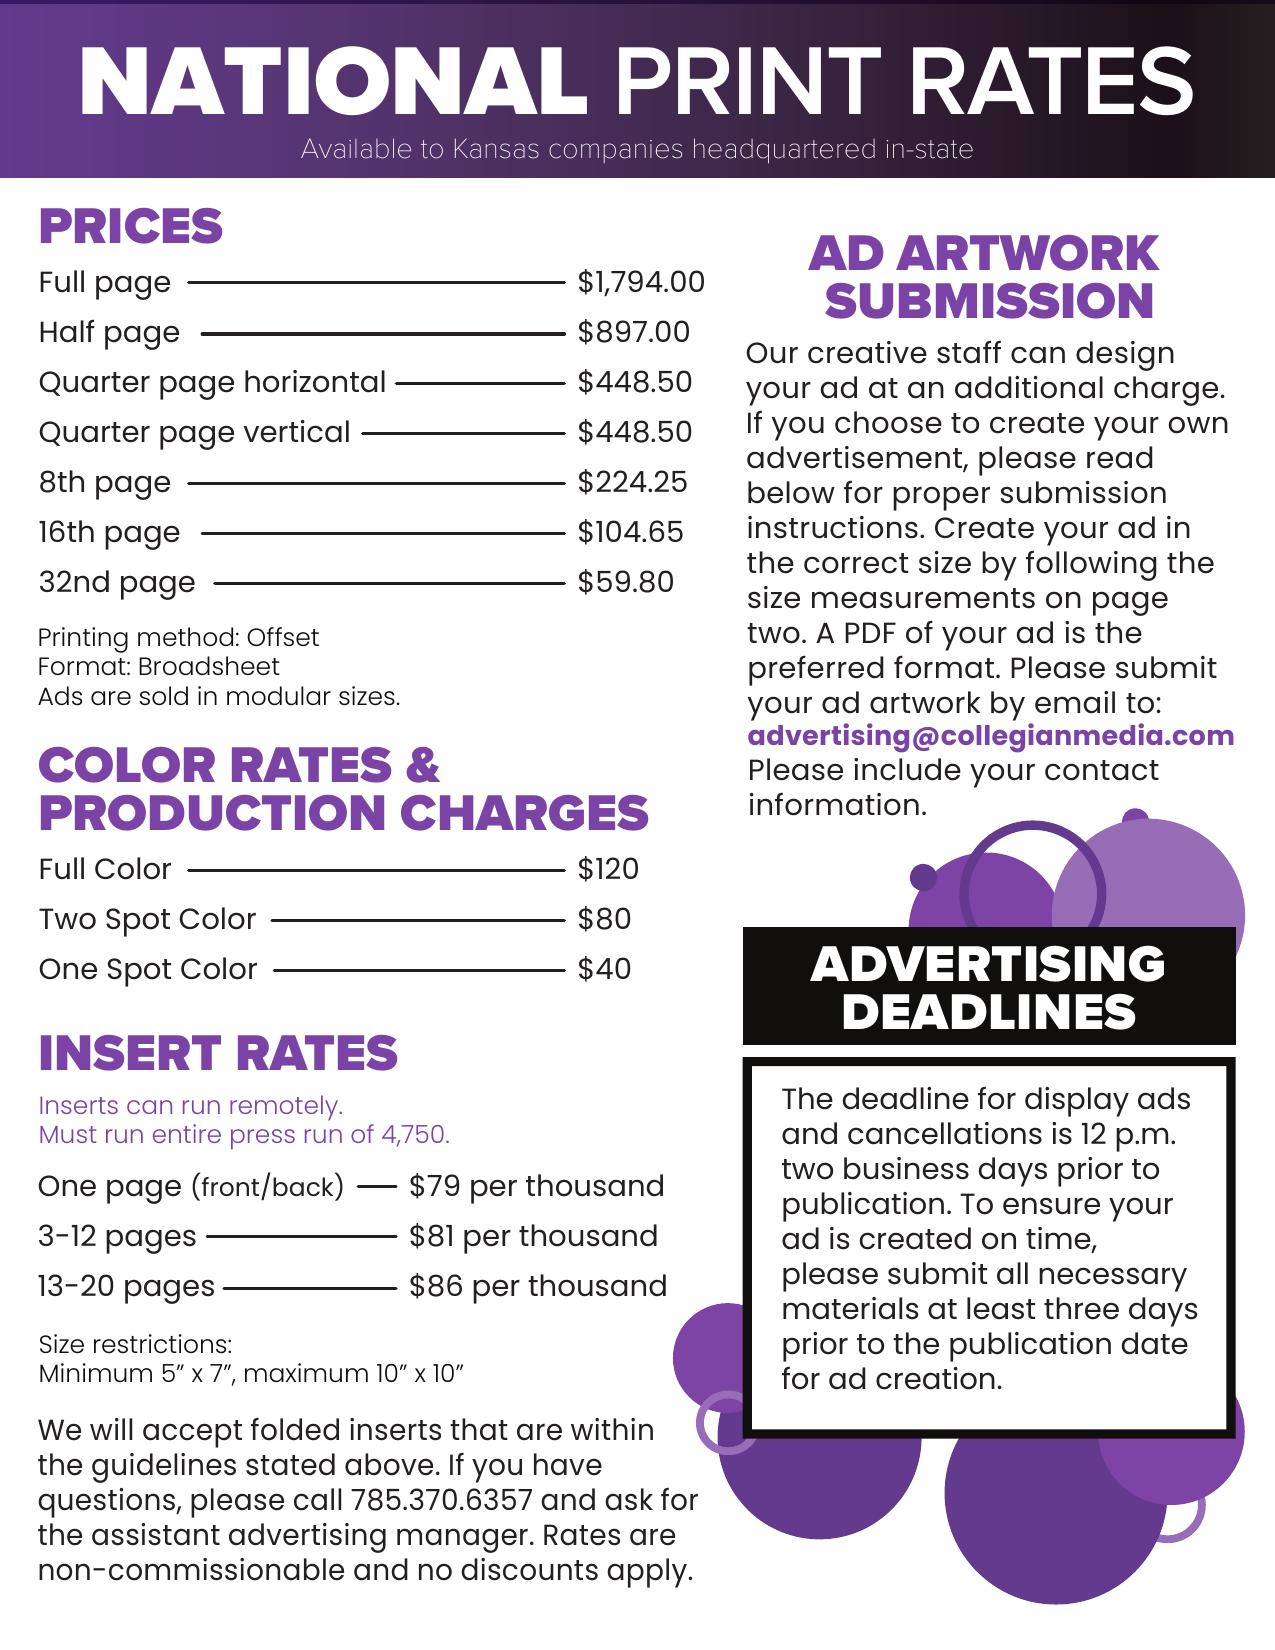 NATIONAL PRINT RATES
Available to Kansas companies headquartered in-state
PRICES
Full page $1,794.00
Half page $897.00
Quarter page horizontal $448.50
Quarter page vertical $448.50
8th page $224.25
16th page $104.65
32nd page $59.80
Printing method: Offset
Format: Broadsheet
Ads are sold in modular sizes.
COLOR RATES &
PRODUCTION CHARGES
Full Color $120
Two Spot Color $80
One Spot Color $40
INSERT RATES
Inserts can run remotely.
Must run entire press run of 4,750.
One page (front/back) $79 per thousand
3-12 pages $81 per thousand
13-20 pages $86 per thousand
Size restrictions:
Minimum 5” x 7”, maximum 10” x 10”
We will accept folded inserts that are within
the guidelines stated above. If you have
questions, please call 785.370.6357 and ask for
the assistant advertising manager. Rates are
non-commissionable and no discounts apply.
AD ARTWORK
SUBMISSION
Our creative staff can design
your ad at an additional charge.
If you choose to create your own
advertisement, please read
below for proper submission
instructions. Create your ad in
the correct size by following the
size measurements on page
two. A PDF of your ad is the
preferred format. Please submit
your ad artwork by email to:
advertising@collegianmedia.com
Please include your contact
information.
ADVERTISING
DEADLINES
The deadline for display ads
and cancellations is 12 p.m.
two business days prior to
publication. To ensure your
ad is created on time,
please submit all necessary
materials at least three days
prior to the publication date
for ad creation.